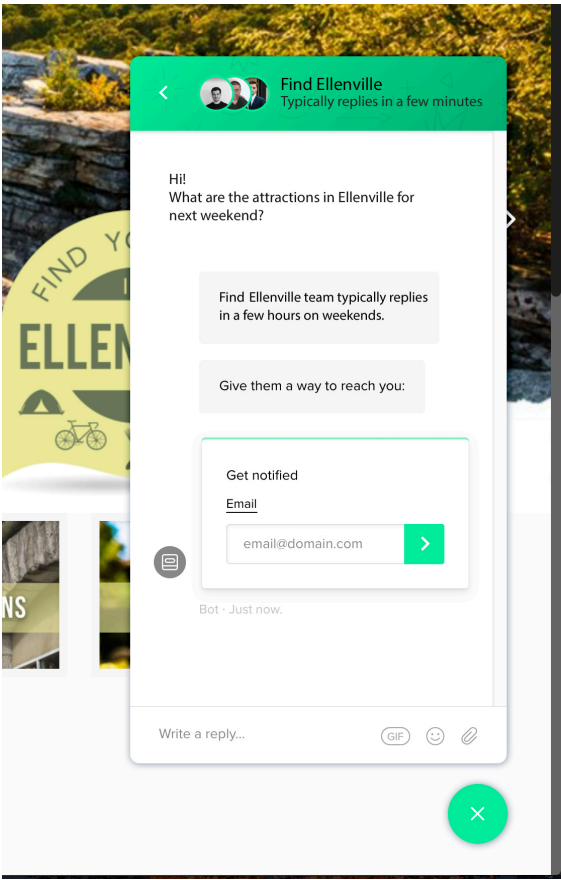 Find Ellenville
Typically replies in a few minutes
Hi!
What are the attractions in Ellenville for
next weekend?
FIND YO
I
ELLEN
Find Ellenville team typically replies
in a few hours on weekends.
Give them a way to reach you:
Get notified
Email
email@domain.com
NS
Bot · Just now.
Write a reply...
GIF